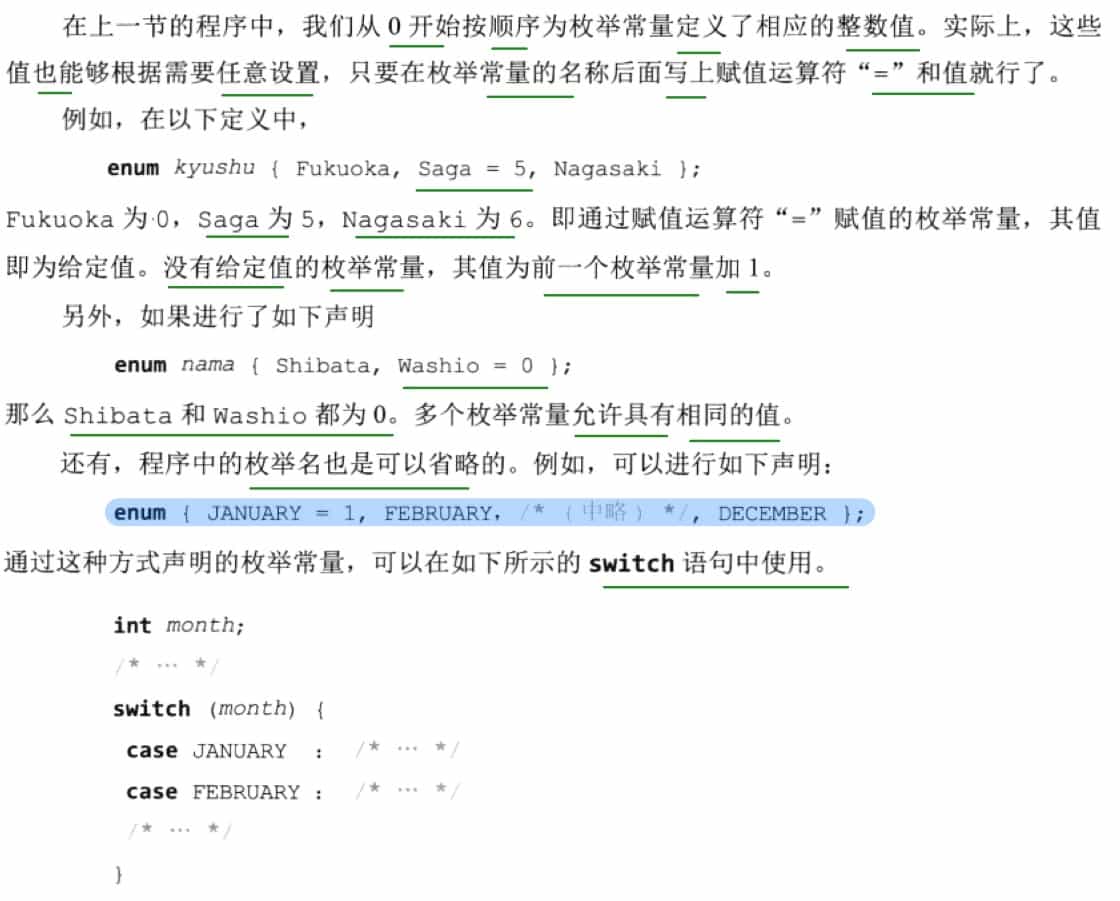 在上一节的程序中，我们从 0 开始按顺序为枚举常量定义了相应的整数值。实际上，这些
值也能够根据需要任意设置，只要在枚举常量的名称后面写上赋值运算符“=”和值就行了。
例如，在以下定义中，
enum kyushu { Fukuoka, Saga = 5, Nagasaki };
Fukuoka 为 0，Saga 为 5，Nagasaki 为 6。即通过赋值运算符“=”赋值的枚举常量，其值
即为给定值。没有给定值的枚举常量，其值为前一个枚举常量加 1。
另外，如果进行了如下声明
enum nama { Shibata, Washio = 0 };
那么 Shibata 和 Washio 都为 0。多个枚举常量允许具有相同的值。
还有，程序中的枚举名也是可以省略的。例如，可以进行如下声明：
enum { JANUARY = 1, FEBRUARY, /* (中略) */, DECEMBER };
通过这种方式声明的枚举常量，可以在如下所示的 switch 语句中使用。
int month;
/* … */
switch (month) {
case JANUARY : /* … */
case FEBRUARY : /* … */
/* … */
}